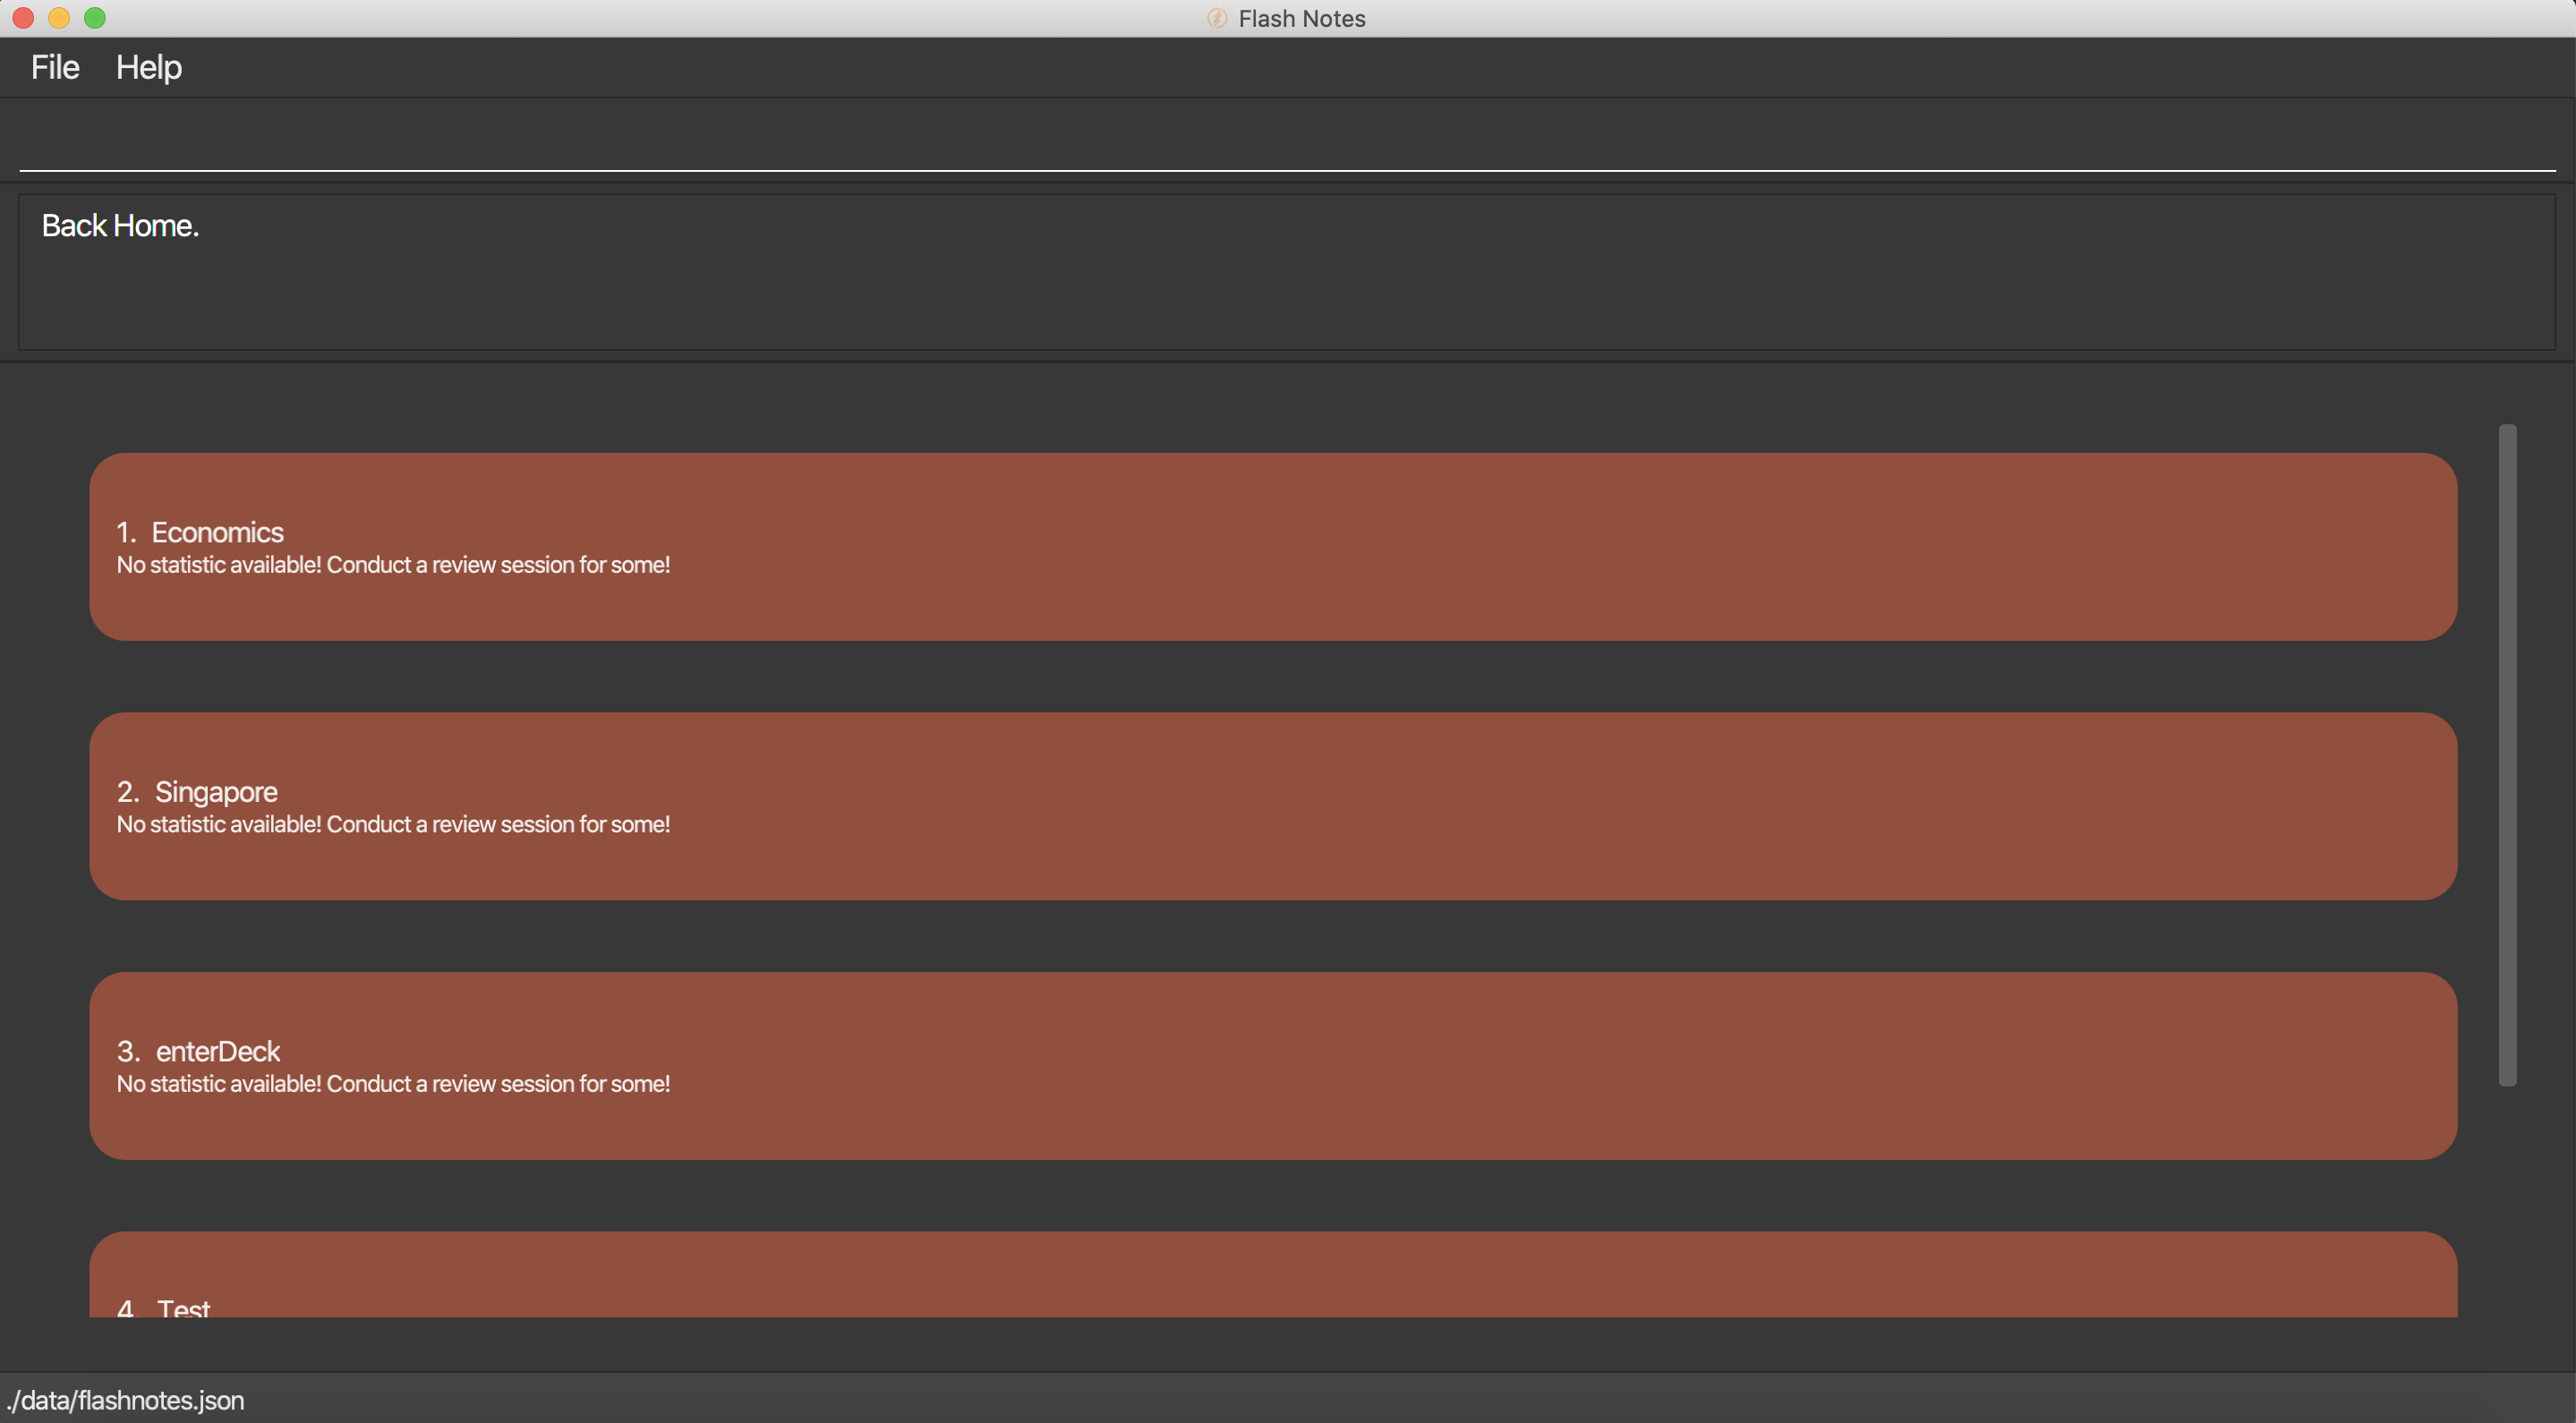 Flash Notes
File Help
Back Home.
1. Economics
No statistic available! Conduct a review session for some!
2. Singapore
No statistic available! Conduct a review session for some!
3. enterDeck
No statistic available! Conduct a review session for some!
4. Test
./data/flashnotes.json